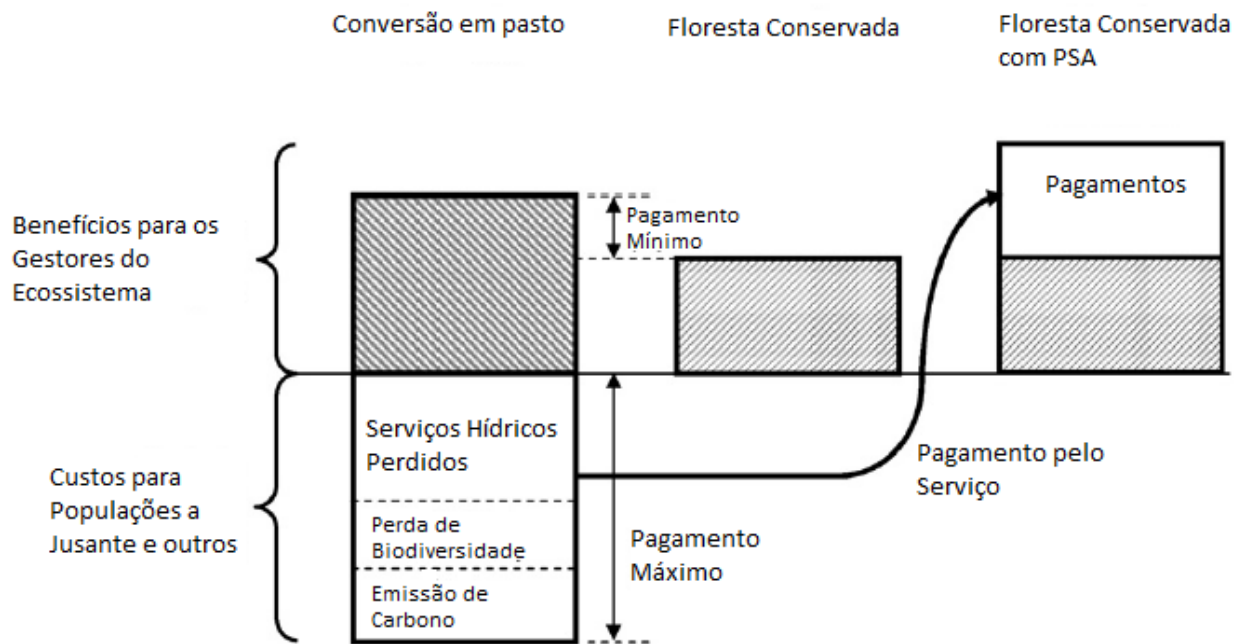 Conversão em pasto
Floresta Conservada
Floresta Conservada
com PSA
Benefícios para os
Gestores do
Ecossistema
Pagamento
Mínimo
Pagamentos
Serviços Hídricos
Perdidos
Custos para
Populações a
Jusante e outros
Perda de
Biodiversidade
Emissão de
Carbono
Pagamento
Máximo
Pagamento pelo
Serviço